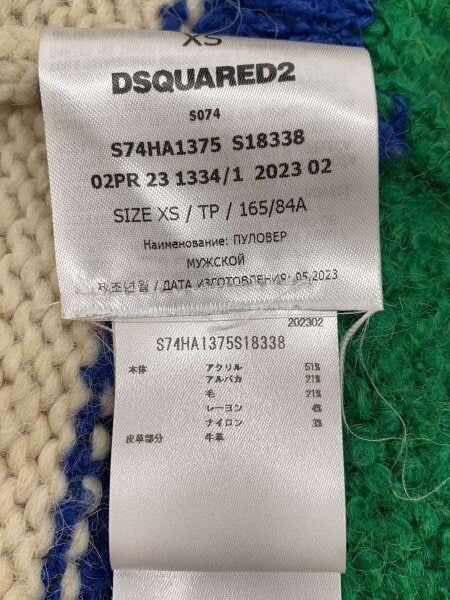 XS
DSQUARED2
S074
S74HA1375 S18338
02PR 23 1334/1 2023 02
SIZE XS / TP / 165/84A
Наименование: ПУЛОВЕР
МУЖСКОЙ
제조년월 / ДАТА ИЗГОТОВЛЕНИЯ: 05.2023
202302
S74HA1375S18338
本体 アクリル 51%
アルパカ 21%
毛 21%
レーヨン 4%
ナイロン 3%
皮革部分 牛革